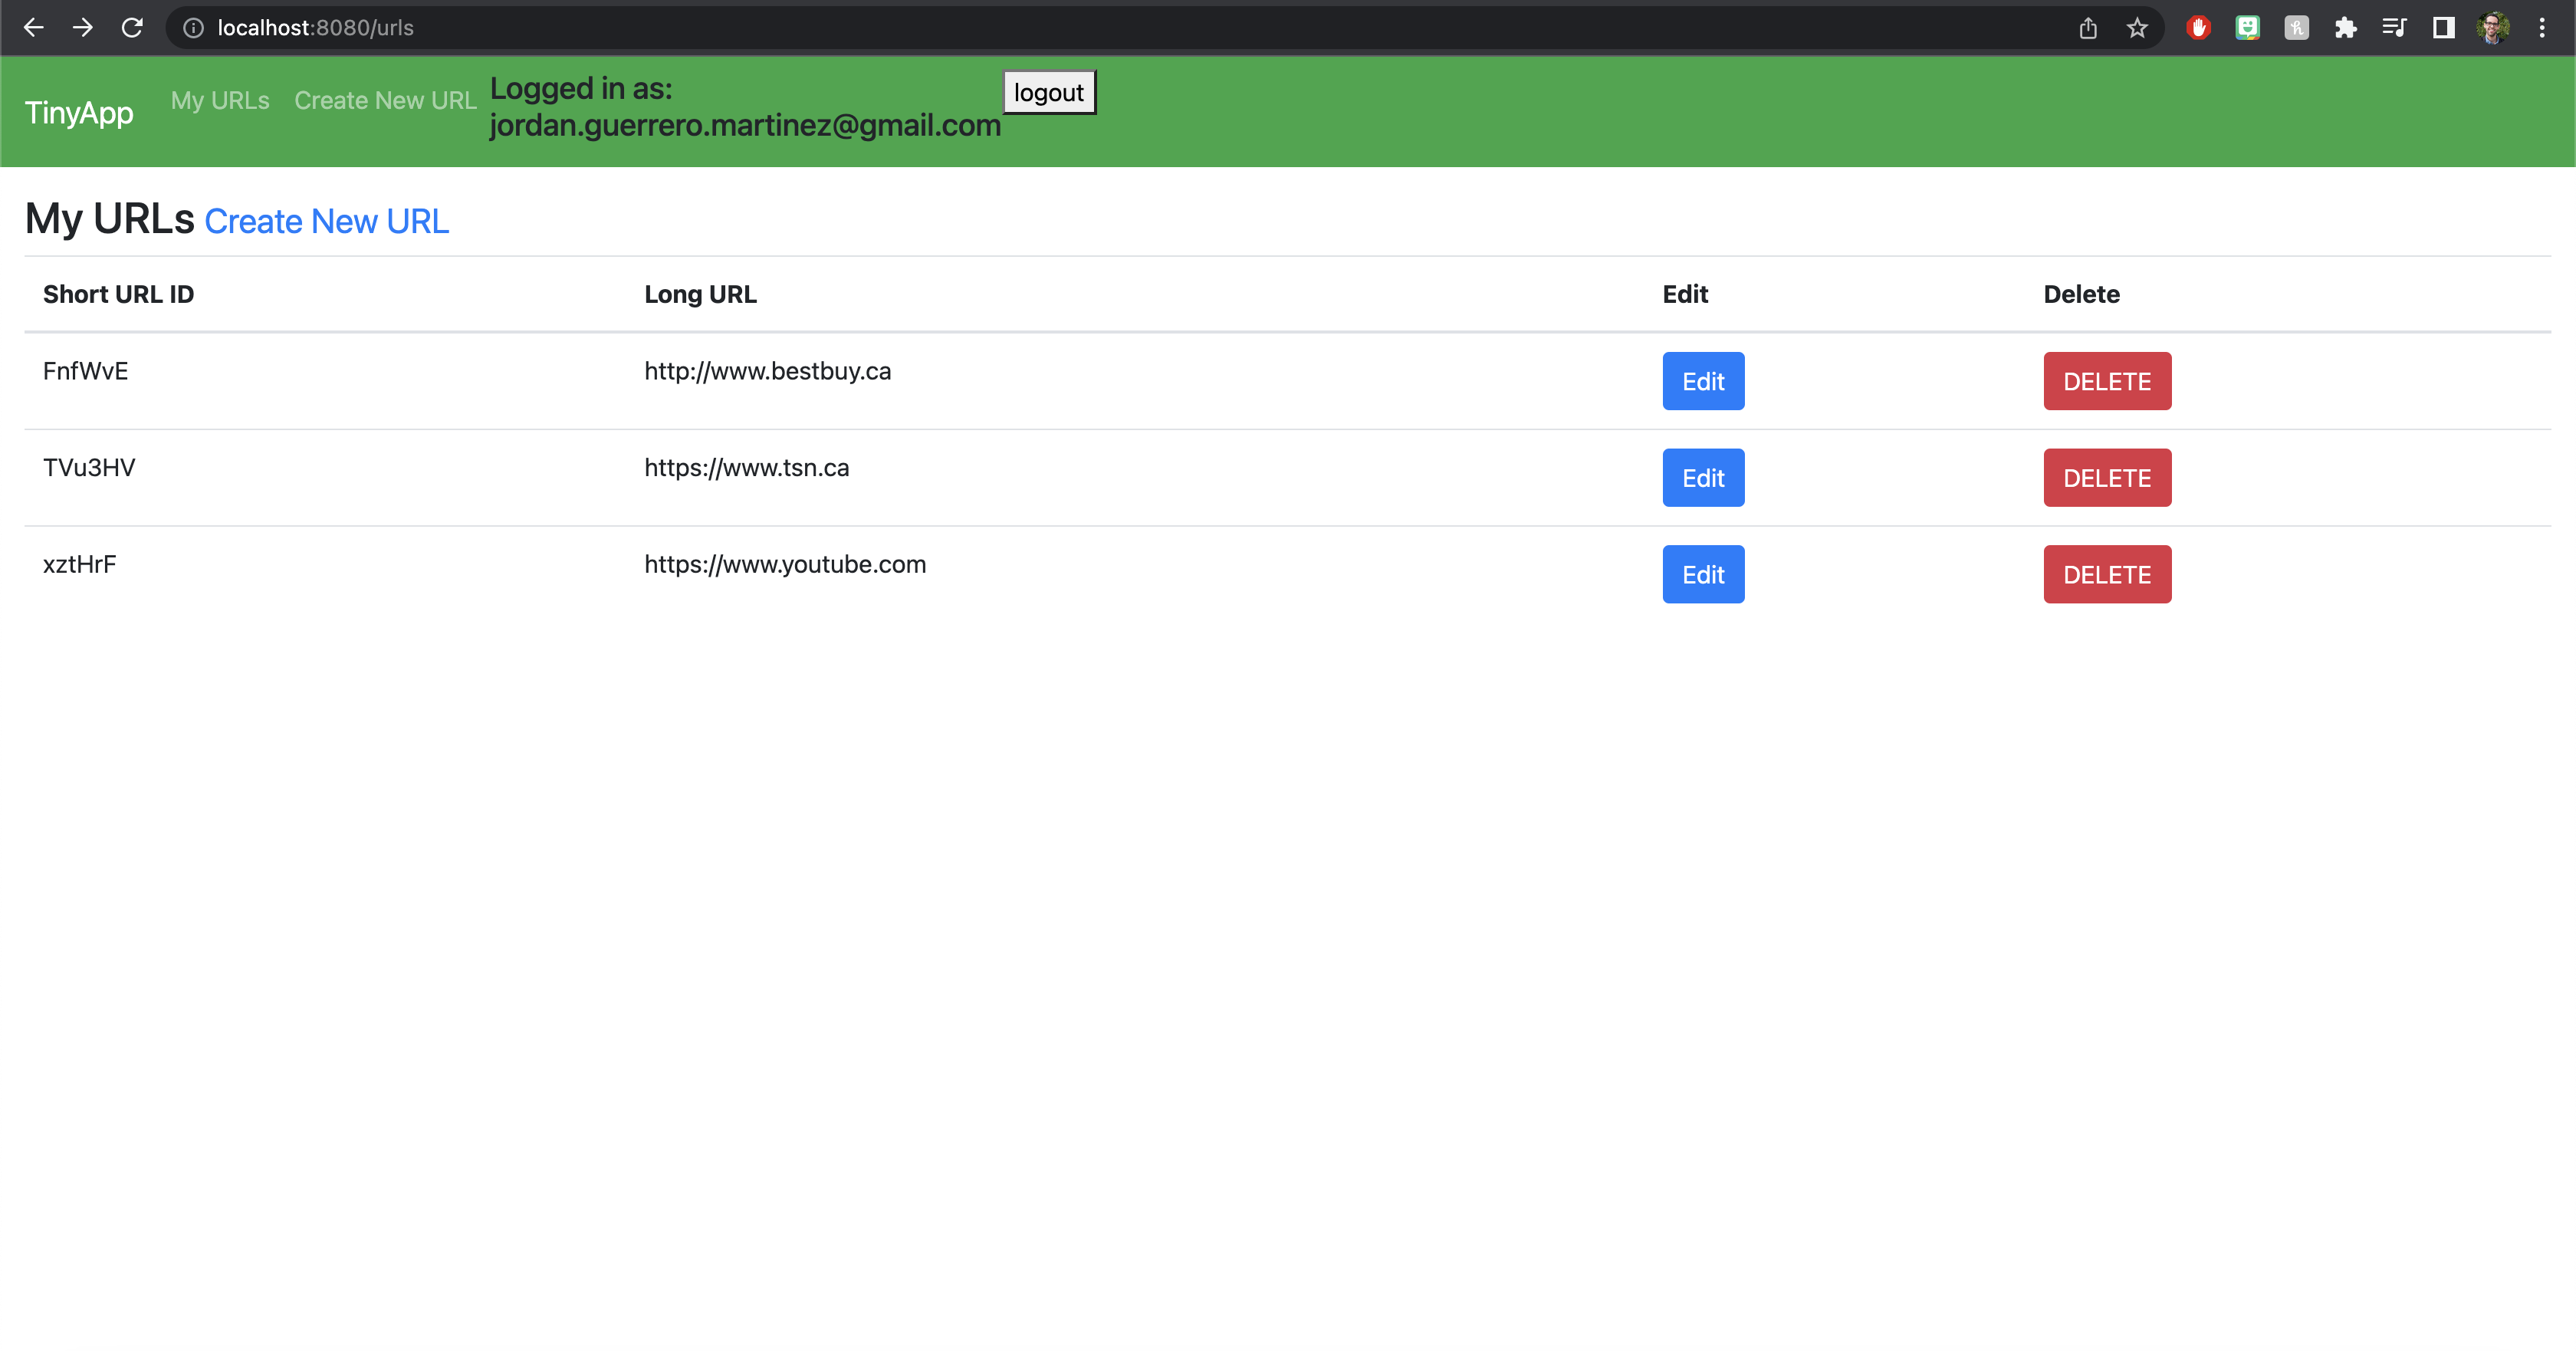 localhost:8080/urls
TinyApp My URLs Create New URL Logged in as: logout
jordan.guerrero.martinez@gmail.com
My URLs Create New URL
Short URL ID Long URL Edit Delete
FnfWvE http://www.bestbuy.ca Edit DELETE
TVu3HV https://www.tsn.ca Edit DELETE
xztHrF https://www.youtube.com Edit DELETE